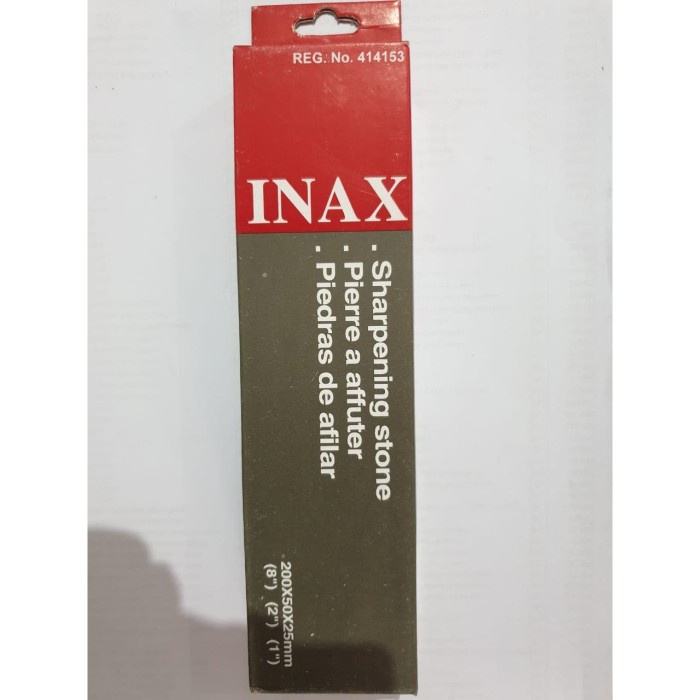 REG. No. 414153
INAX
. Sharpening stone
. Pierre a affuter
. Piedras de afilar
200X50X25mm
(8") (2") (1")